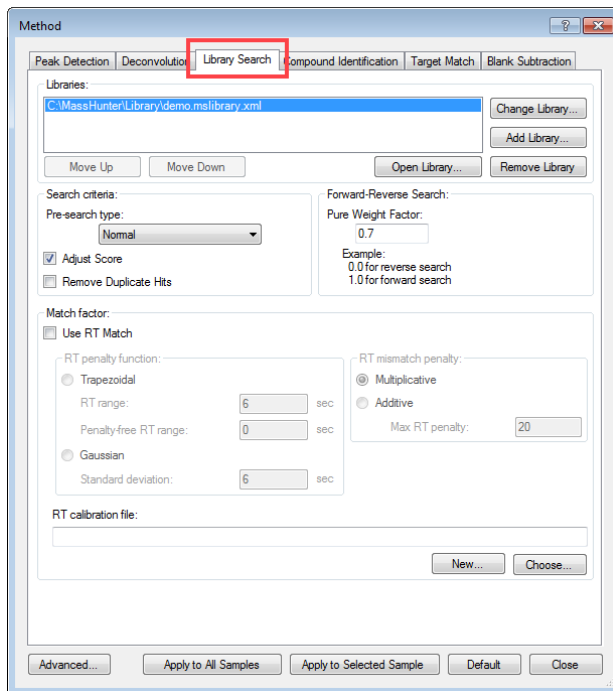 Method
Peak Detection Deconvolution Library Search Compound Identification Target Match Blank Subtraction
Libraries:
C:\MassHunter\Library\demo.mslibrary.xml
Change Library...
Add Library...
Move Up Move Down Open Library... Remove Library
Search criteria: Forward-Reverse Search:
Pre-search type: Pure Weight Factor:
Normal 0.7
Adjust Score Example:
0.0 for reverse search
Remove Duplicate Hits 1.0 for forward search
Match factor:
Use RT Match
RT penalty function: RT mismatch penalty:
Trapezoidal Multiplicative
RT range: 6 sec Additive
Penalty-free RT range: 0 sec Max RT penalty: 20
Gaussian
Standard deviation: 6 sec
RT calibration file:
New... Choose...
Advanced... Apply to All Samples Apply to Selected Sample Default Close